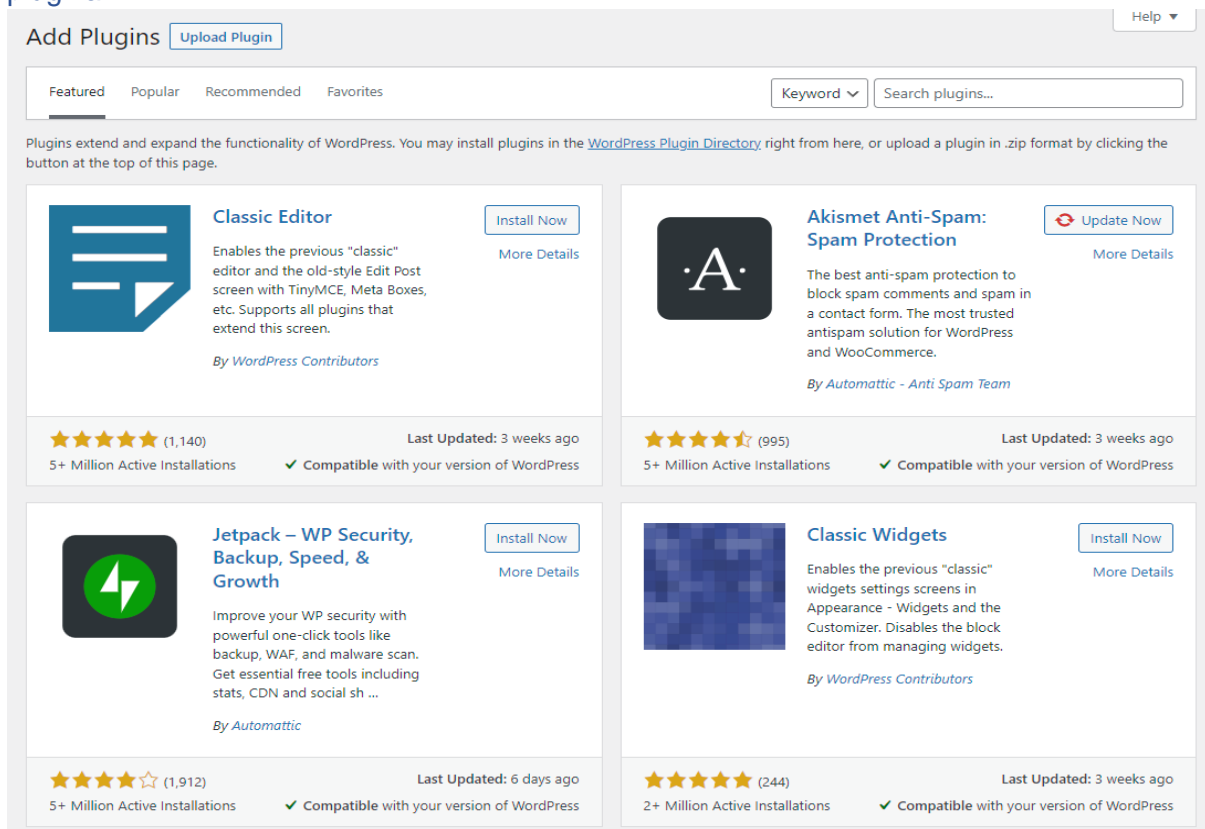 Help ▼
Add Plugins Upload Plugin
Featured Popular Recommended Favorites Keyword Search plugins...
Plugins extend and expand the functionality of WordPress. You may install plugins in the WordPress Plugin Directory right from here, or upload a plugin in .zip format by clicking the
button at the top of this page.
Classic Editor
Install Now
More Details
Enables the previous "classic"
editor and the old-style Edit Post
screen with TinyMCE, Meta Boxes,
etc. Supports all plugins that
extend this screen.
By WordPress Contributors
(1,140) Last Updated: 3 weeks ago
5+ Million Active Installations ✔ Compatible with your version of WordPress
·A·
Akismet Anti-Spam:
Spam Protection
Update Now
More Details
The best anti-spam protection to
block spam comments and spam in
a contact form. The most trusted
antispam solution for WordPress
and WooCommerce.
By Automattic - Anti Spam Team
(995) Last Updated: 3 weeks ago
5+ Million Active Installations ✔ Compatible with your version of WordPress
Jetpack – WP Security,
Backup, Speed, &
Growth
Install Now
More Details
Improve your WP security with
powerful one-click tools like
backup, WAF, and malware scan.
Get essential free tools including
stats, CDN and social sh ...
By Automattic
(1,912) Last Updated: 6 days ago
5+ Million Active Installations ✔ Compatible with your version of WordPress
Classic Widgets
Install Now
More Details
Enables the previous "classic"
widgets settings screens in
Appearance - Widgets and the
Customizer. Disables the block
editor from managing widgets.
By WordPress Contributors
(244) Last Updated: 3 weeks ago
2+ Million Active Installations ✔ Compatible with your version of WordPress